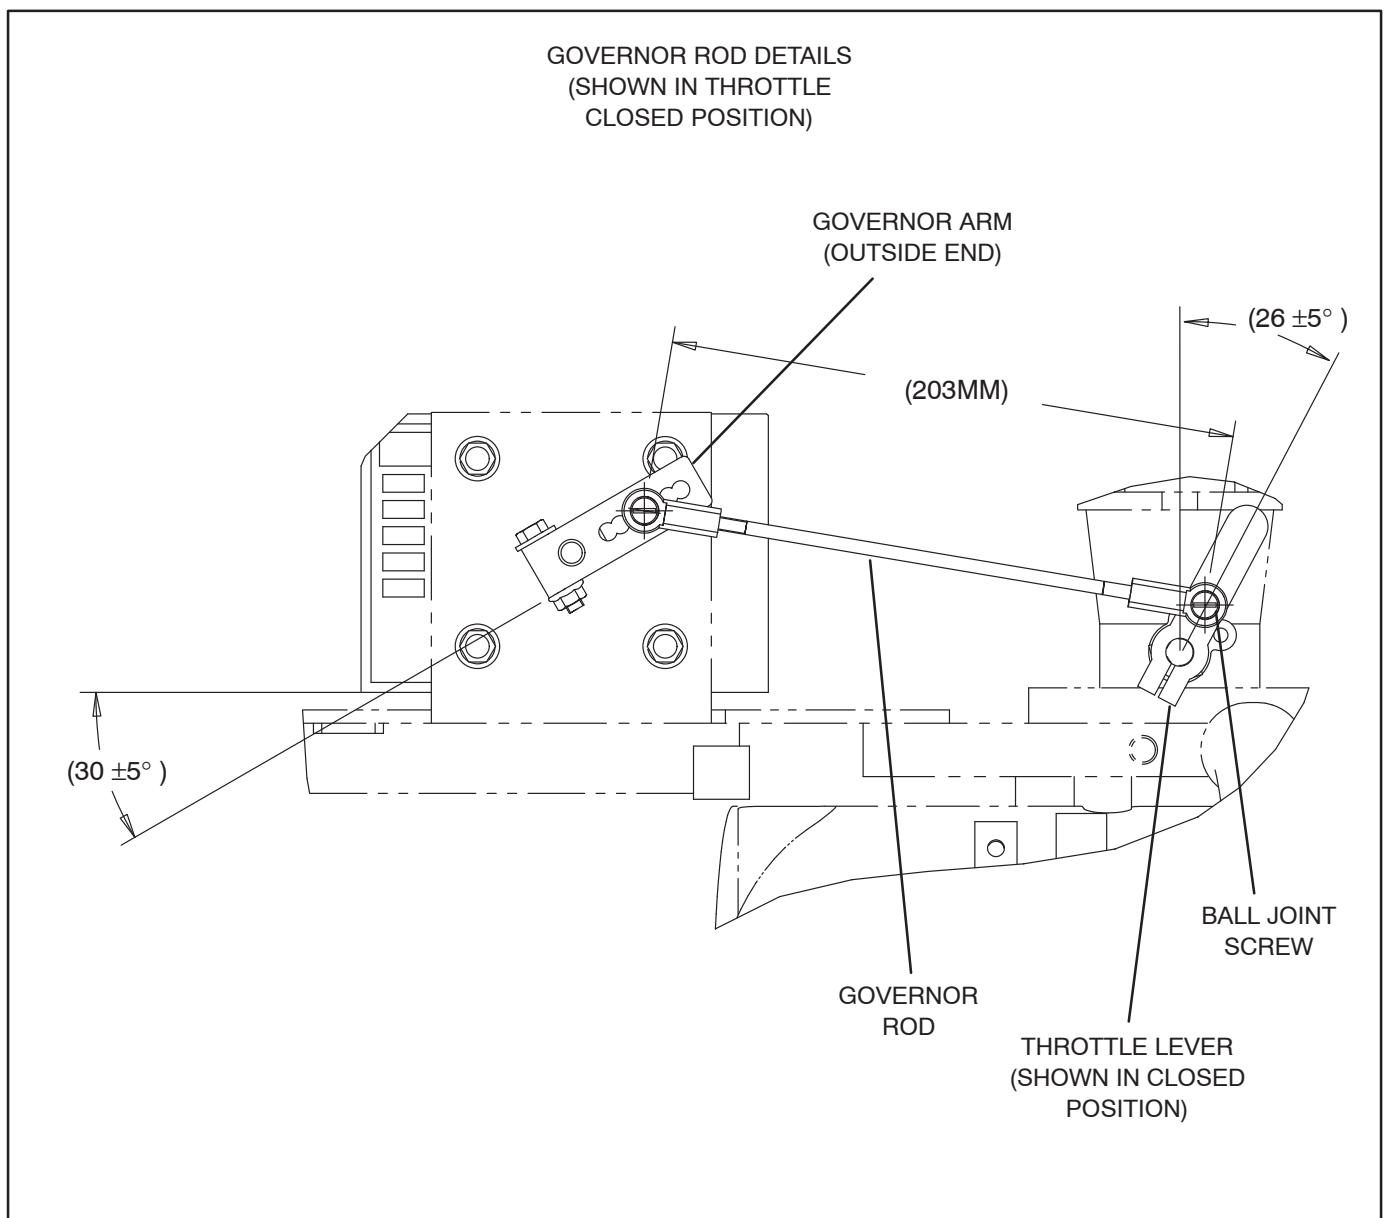 GOVERNOR ROD DETAILS
(SHOWN IN THROTTLE
CLOSED POSITION)
GOVERNOR ARM
(OUTSIDE END)
(26 ±5° )
(203MM)
(30 ±5° )
BALL JOINT
SCREW
GOVERNOR
ROD
THROTTLE LEVER
(SHOWN IN CLOSED
POSITION)